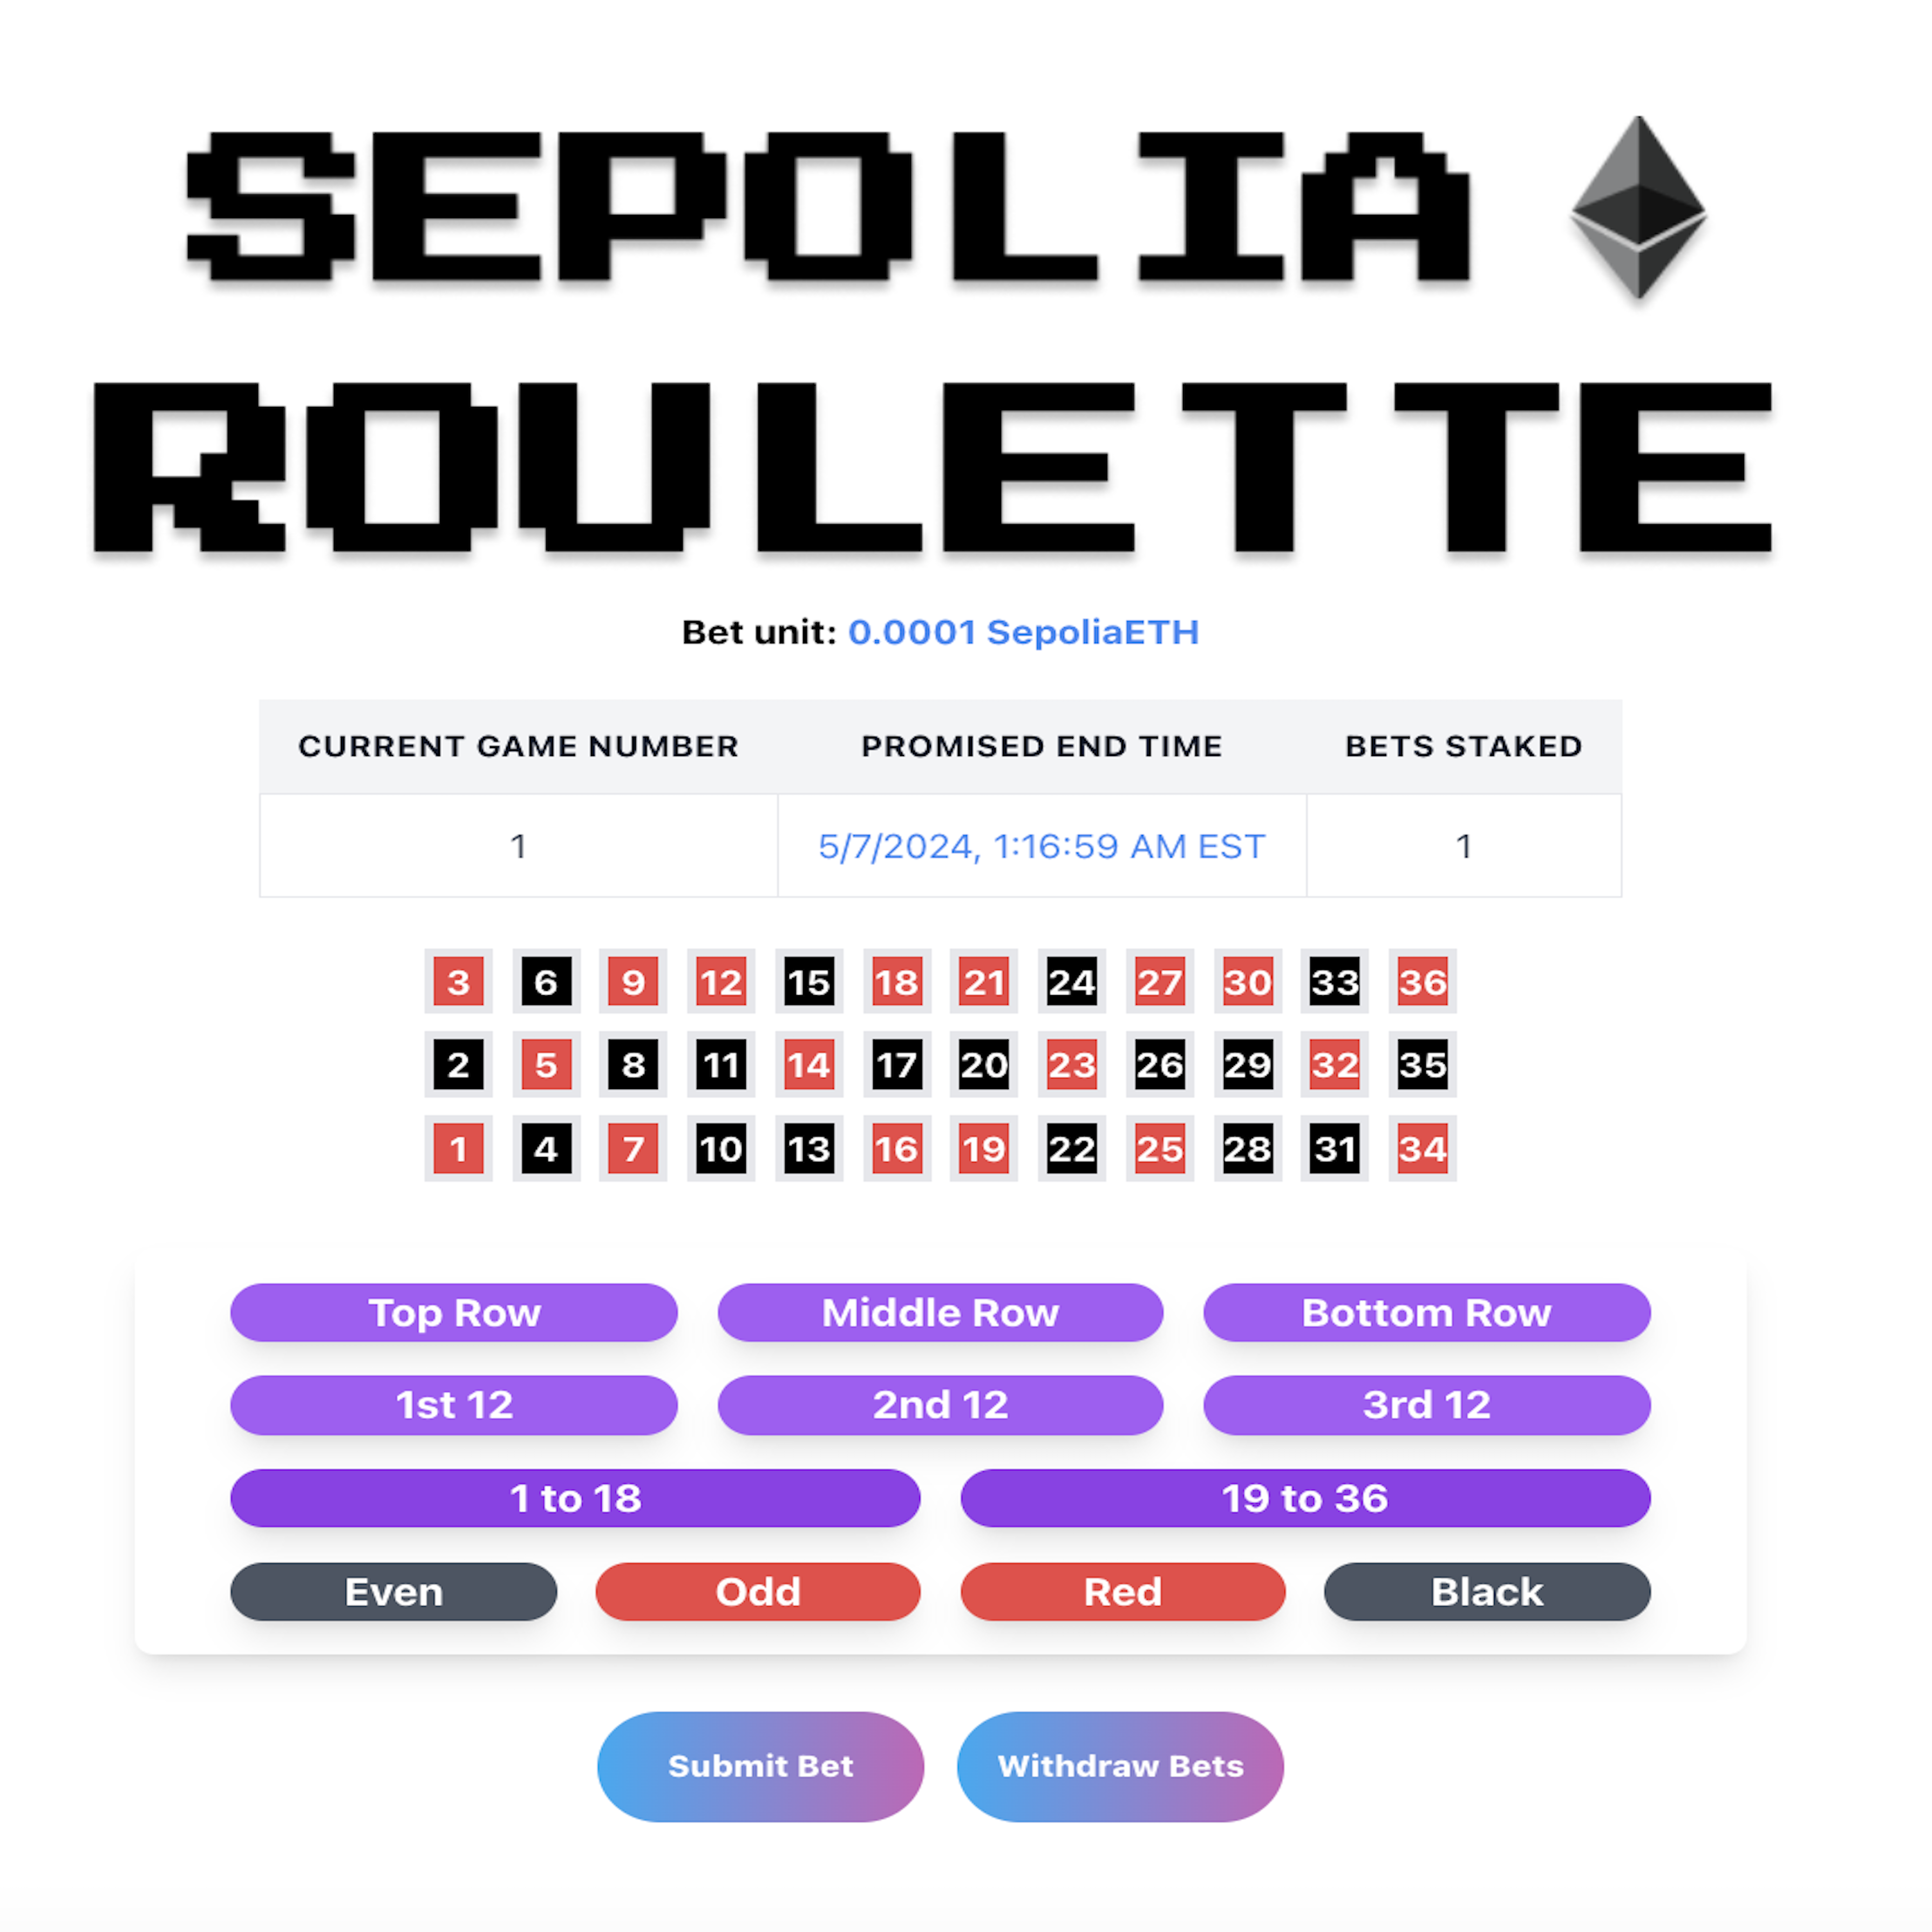 SEPOLIA
ROULETTE
Bet unit: 0.0001 SepoliaETH
CURRENT GAME NUMBER PROMISED END TIME BETS STAKED
1 5/7/2024, 1:16:59 AM EST 1
3 6 9 12 15 18 21 24 27 30 33 36
2 5 8 11 14 17 20 23 26 29 32 35
1 4 7 10 13 16 19 22 25 28 31 34
Top Row Middle Row Bottom Row
1st 12 2nd 12 3rd 12
1 to 18 19 to 36
Even Odd Red Black
Submit Bet Withdraw Bets